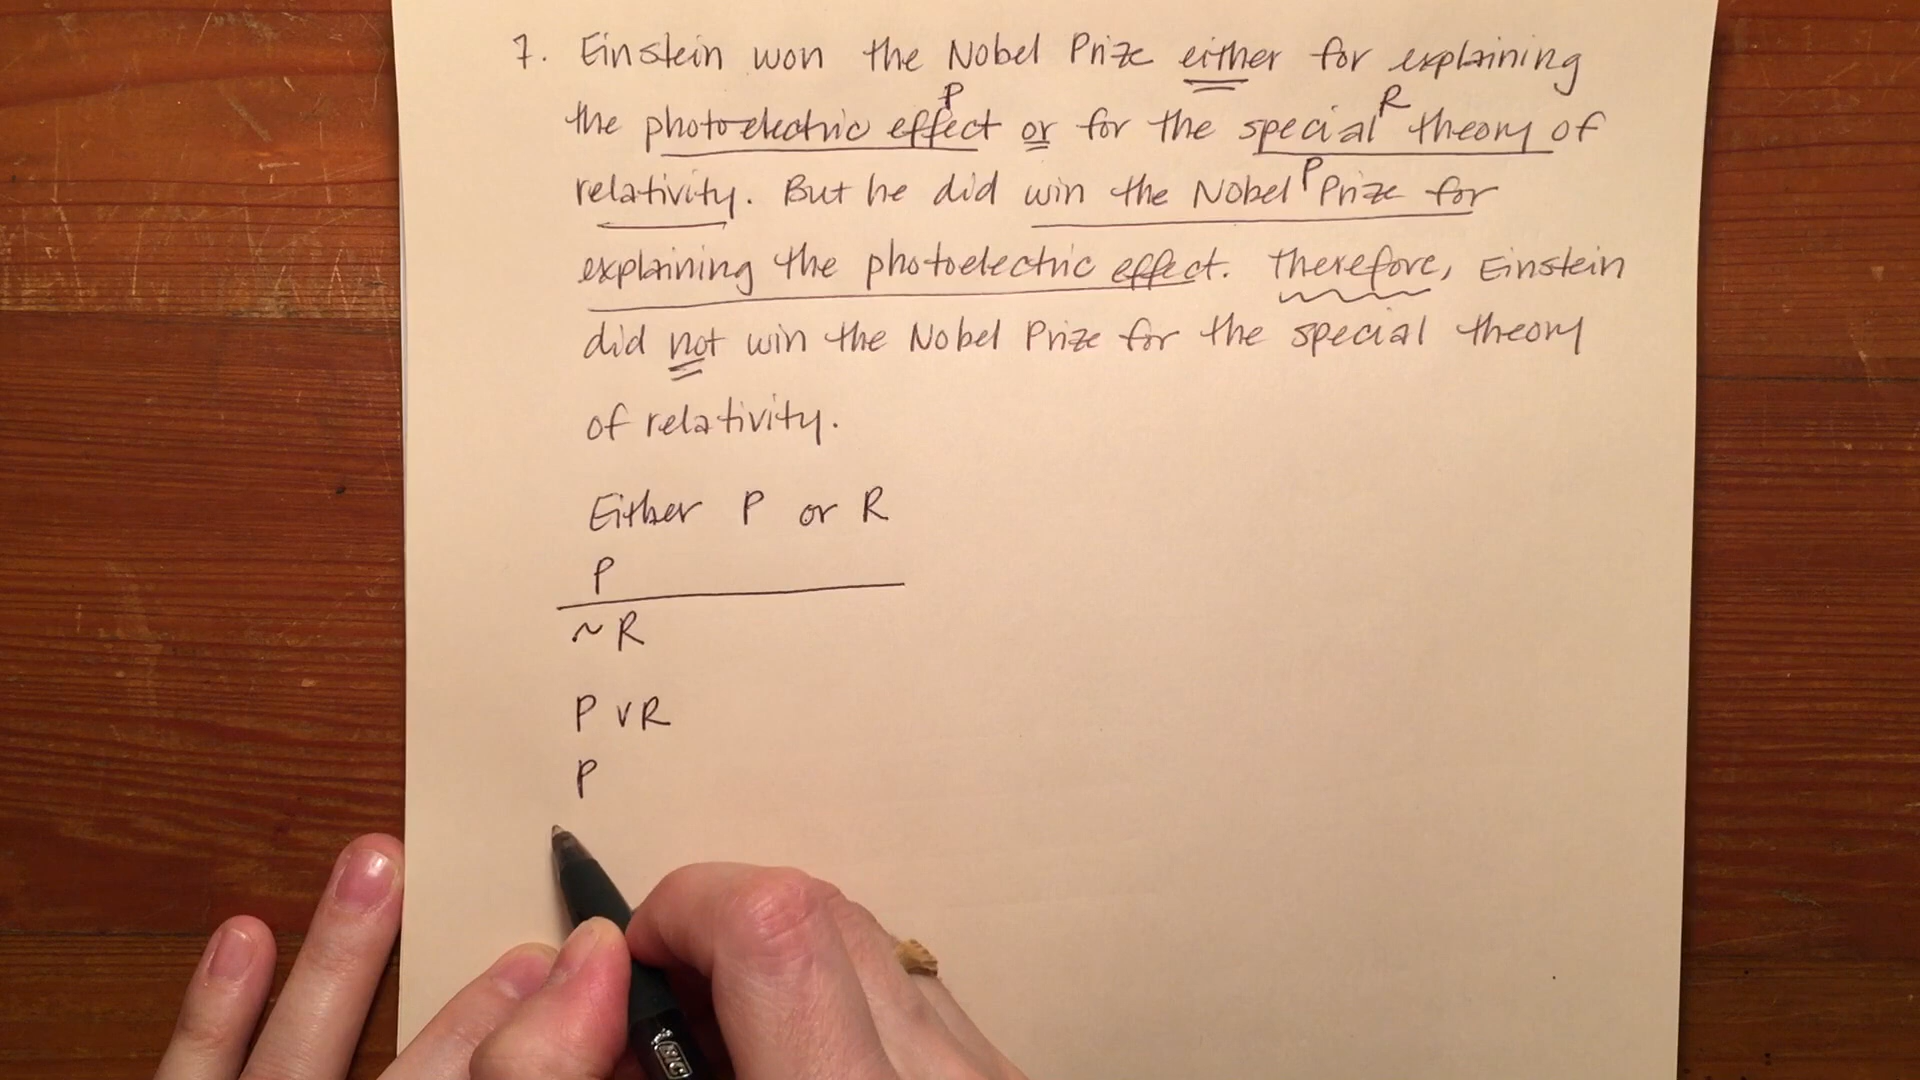 7. Einstein won the Nobel Prize either for explaining
P R
the photoelectric effect or for the special theory of
P
relativity. But he did win the Nobel Prize for
explaining the photoelectric effect. Therefore, Einstein
did not win the Nobel Prize for the special theory
of relativity.
Either P or R
P
~ R
P v R
P
BIC